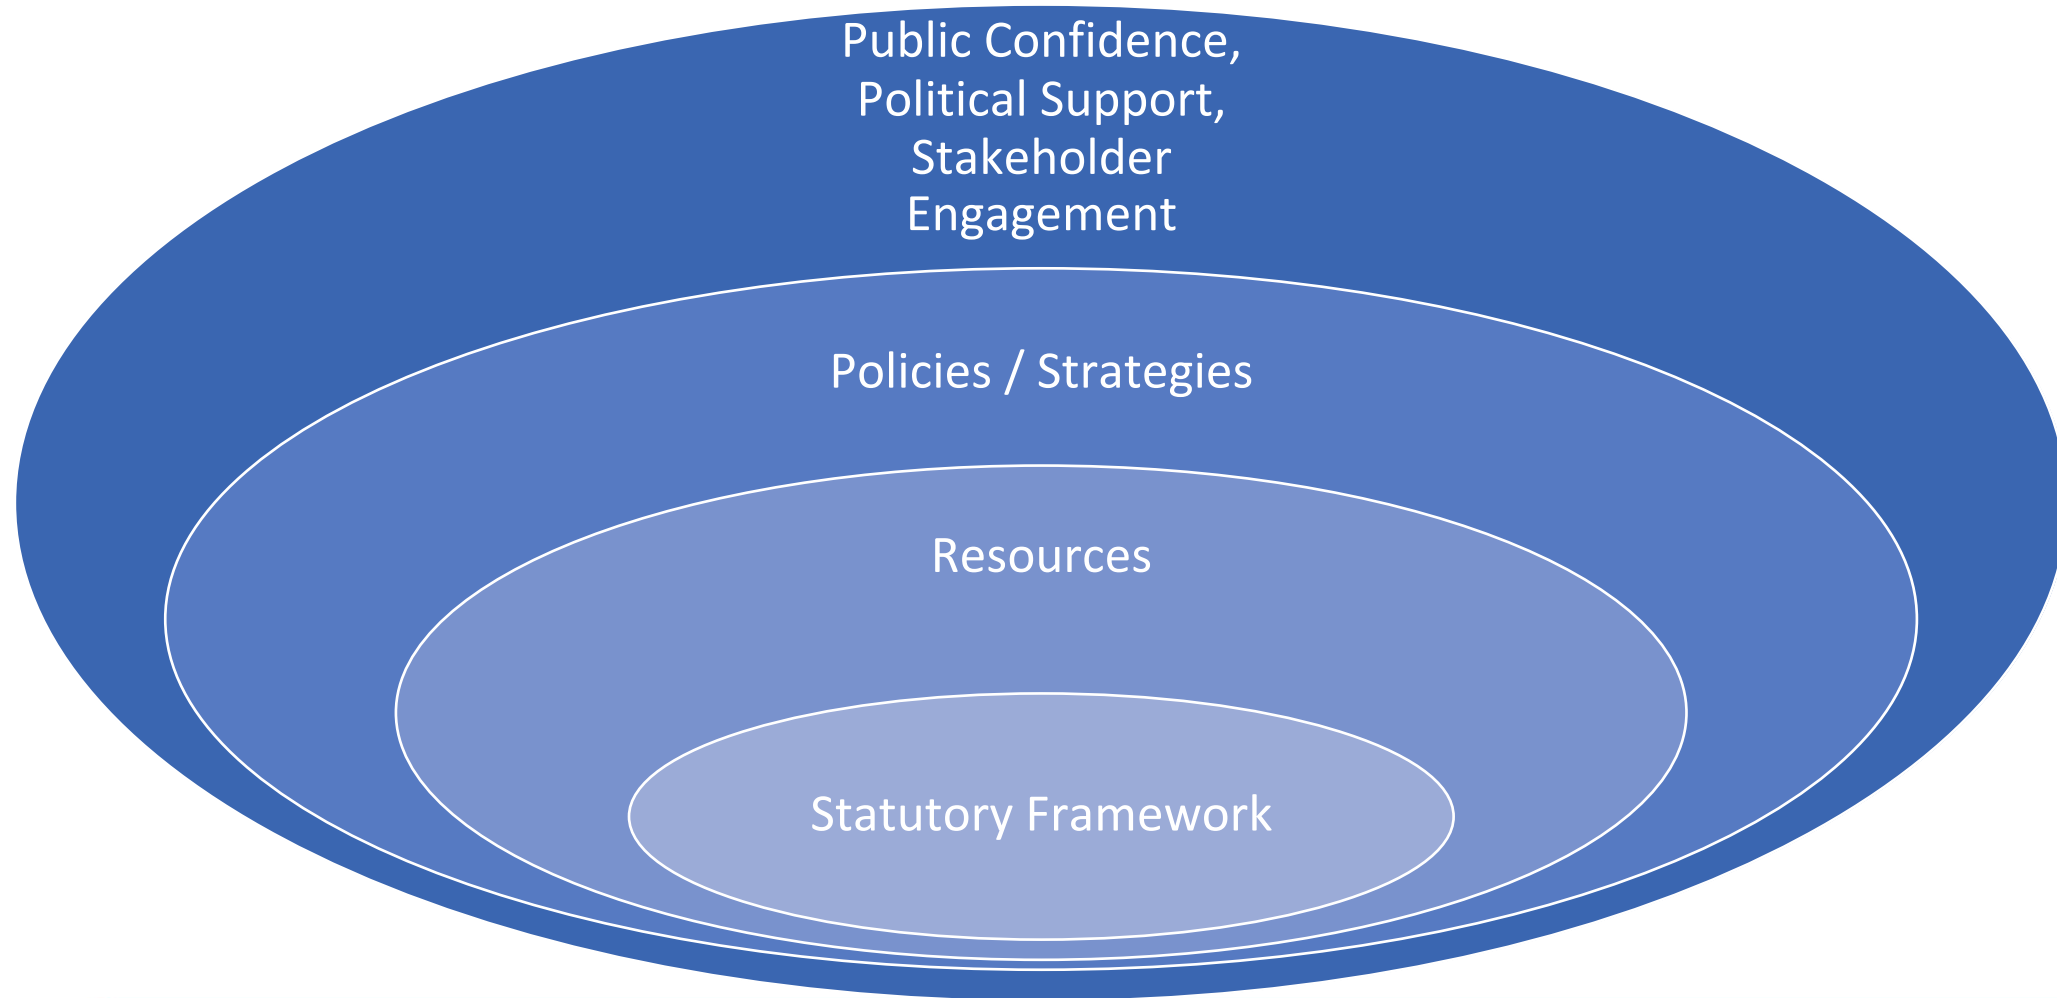 Public Confidence,
Political Support,
Stakeholder
Engagement
Policies / Strategies
Resources
Statutory Framework